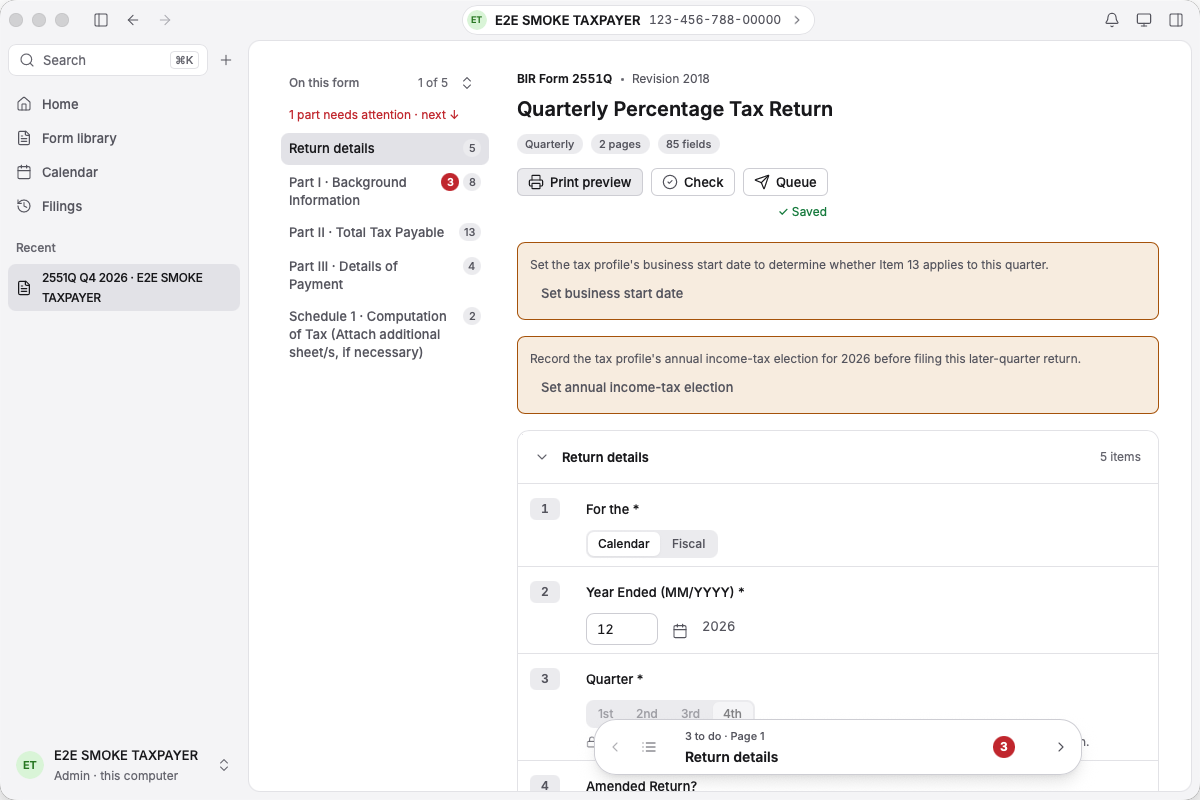 ET E2E SMOKE TAXPAYER 123-456-788-00000
Search ⌘K
Home
Form library
Calendar
Filings
Recent
2551Q Q4 2026 · E2E SMOKE
TAXPAYER
ET E2E SMOKE TAXPAYER
Admin · this computer
On this form 1 of 5
1 part needs attention · next ↓
Return details 5
Part I · Background
Information 3 8
Part II · Total Tax Payable 13
Part III · Details of
Payment 4
Schedule 1 · Computation
of Tax (Attach additional
sheet/s, if necessary) 2
BIR Form 2551Q • Revision 2018
Quarterly Percentage Tax Return
Quarterly 2 pages 85 fields
Print preview Check Queue
✓ Saved
Set the tax profile's business start date to determine whether Item 13 applies to this quarter.
Set business start date
Record the tax profile's annual income-tax election for 2026 before filing this later-quarter return.
Set annual income-tax election
Return details 5 items
1 For the *
Calendar Fiscal
2 Year Ended (MM/YYYY) *
12 2026
3 Quarter *
1st 2nd 3rd 4th
3 to do · Page 1
Return details 3
4 Amended Return?